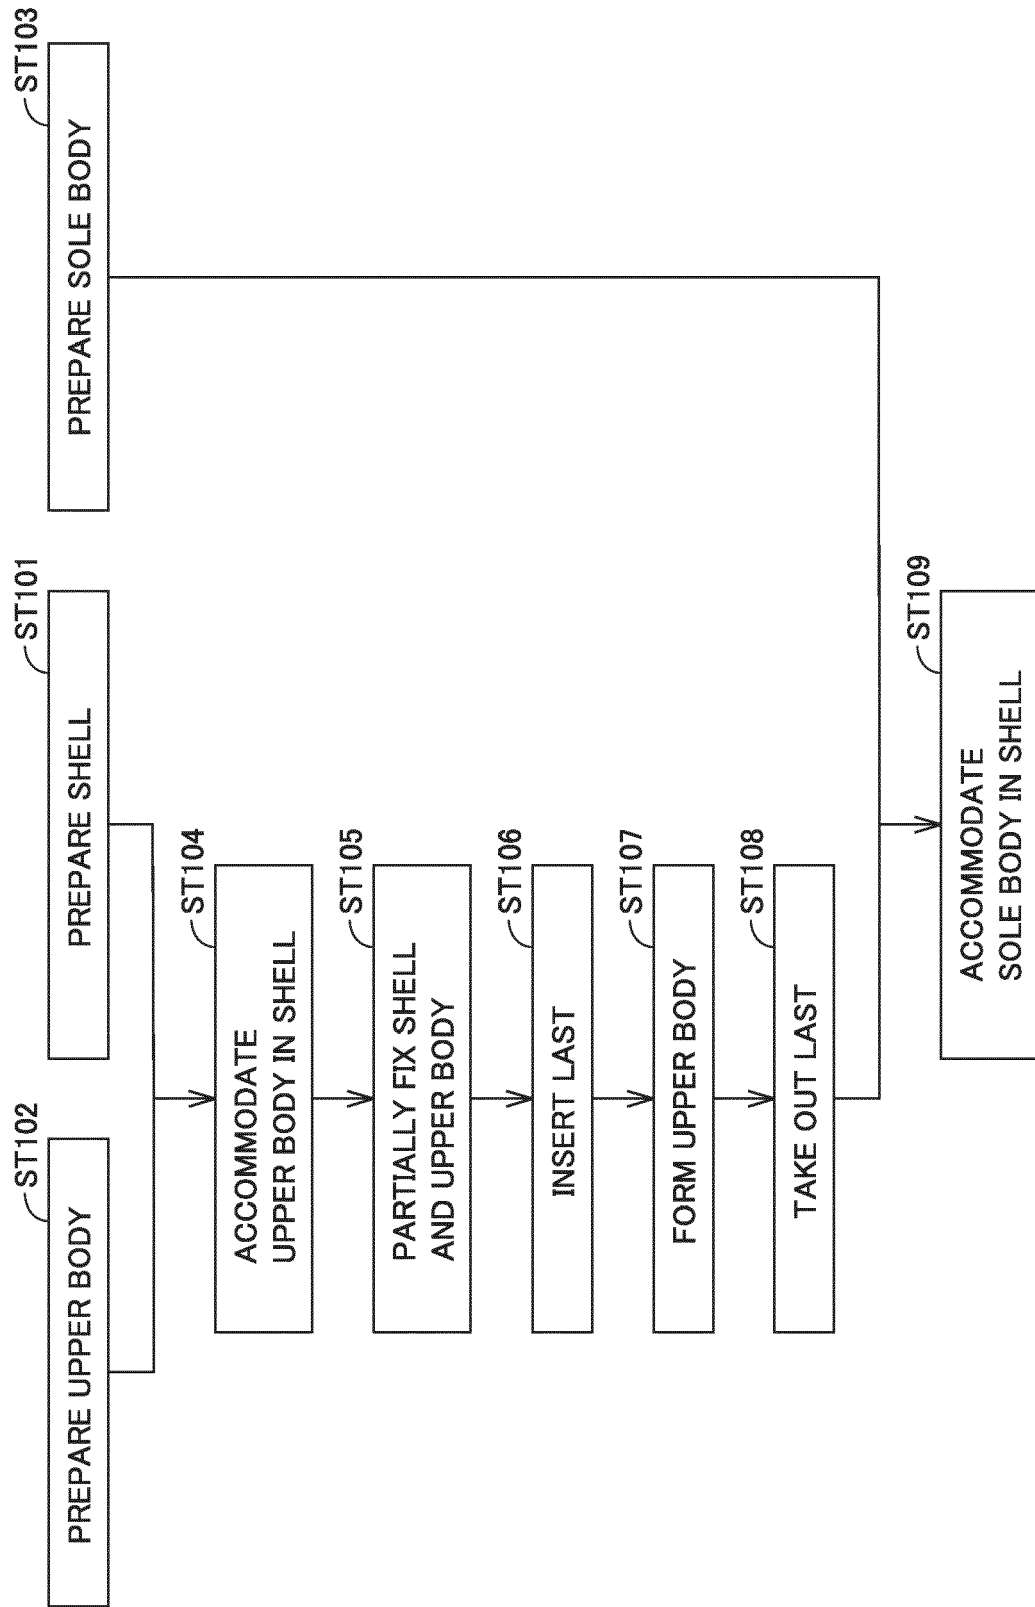 ST102
PREPARE UPPER BODY
ST101
PREPARE SHELL
ST103
PREPARE SOLE BODY
ST104
ACCOMMODATE
UPPER BODY IN SHELL
ST105
PARTIALLY FIX SHELL
AND UPPER BODY
ST106
INSERT LAST
ST107
FORM UPPER BODY
ST108
TAKE OUT LAST
ST109
ACCOMMODATE
SOLE BODY IN SHELL